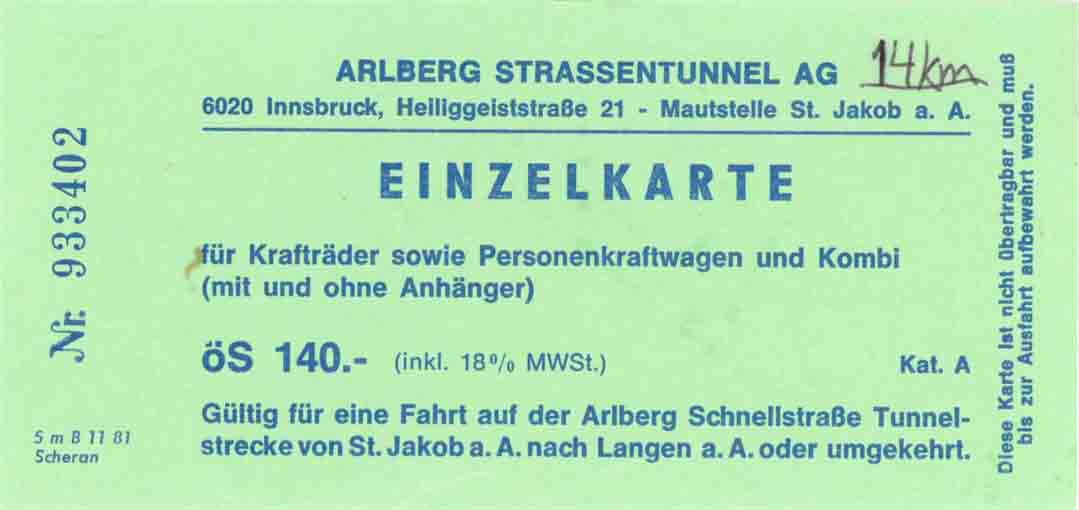 ARLBERG STRASSENTUNNEL AG 14km
6020 Innsbruck, Heiliggeiststraße 21 - Mautstelle St. Jakob a. A.
EINZELKARTE
für Krafträder sowie Personenkraftwagen und Kombi
(mit und ohne Anhänger)
öS 140.- (inkl. 18% MWSt.) Kat. A
Gültig für eine Fahrt auf der Arlberg Schnellstraße Tunnel-
strecke von St. Jakob a. A. nach Langen a. A. oder umgekehrt.
Nr. 933402
5 m B 11 81
Scheran
Diese Karte ist nicht übertragbar und muß
bis zur Ausfahrt aufbewahrt werden.